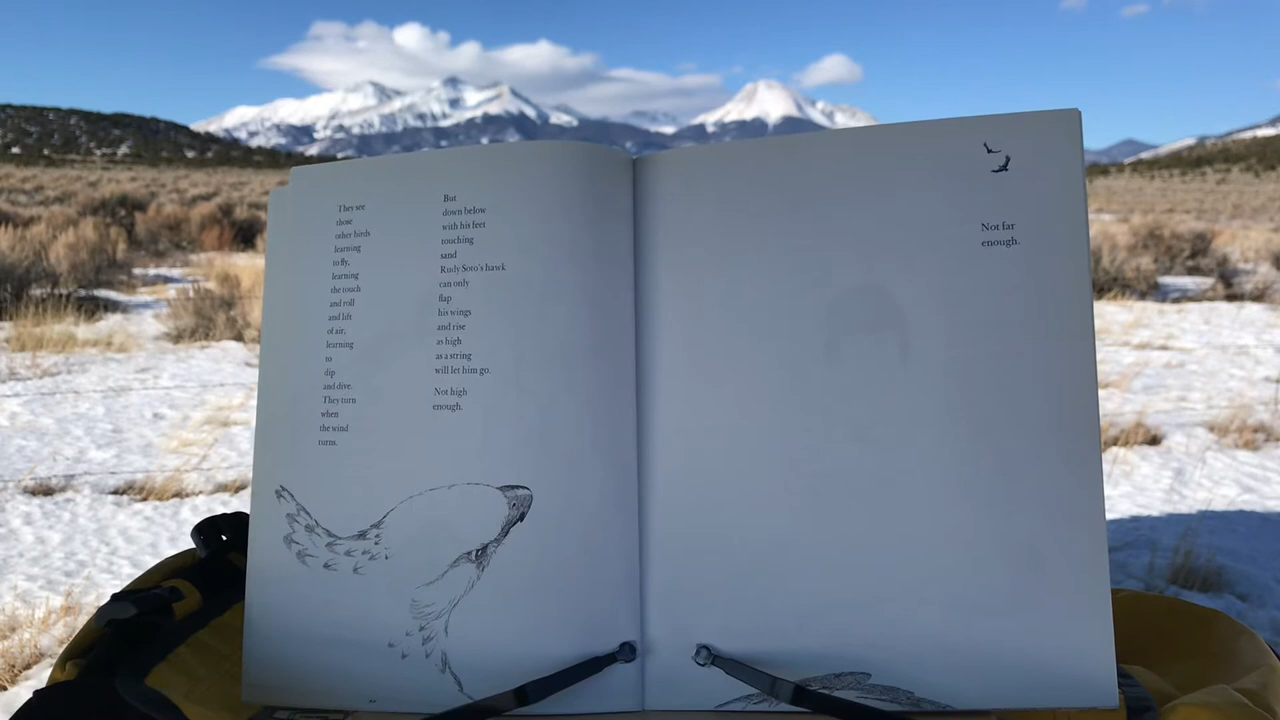 They see
those
other birds
learning
to fly,
learning
the touch
and roll
and lift
of air,
learning
to
dip
and dive.
They turn
when
the wind
turns.
But
down below
with his feet
touching
sand
Rudy Soto's hawk
can only
flap
his wings
and rise
as high
as a string
will let him go.
Not high
enough.
Not far
enough.